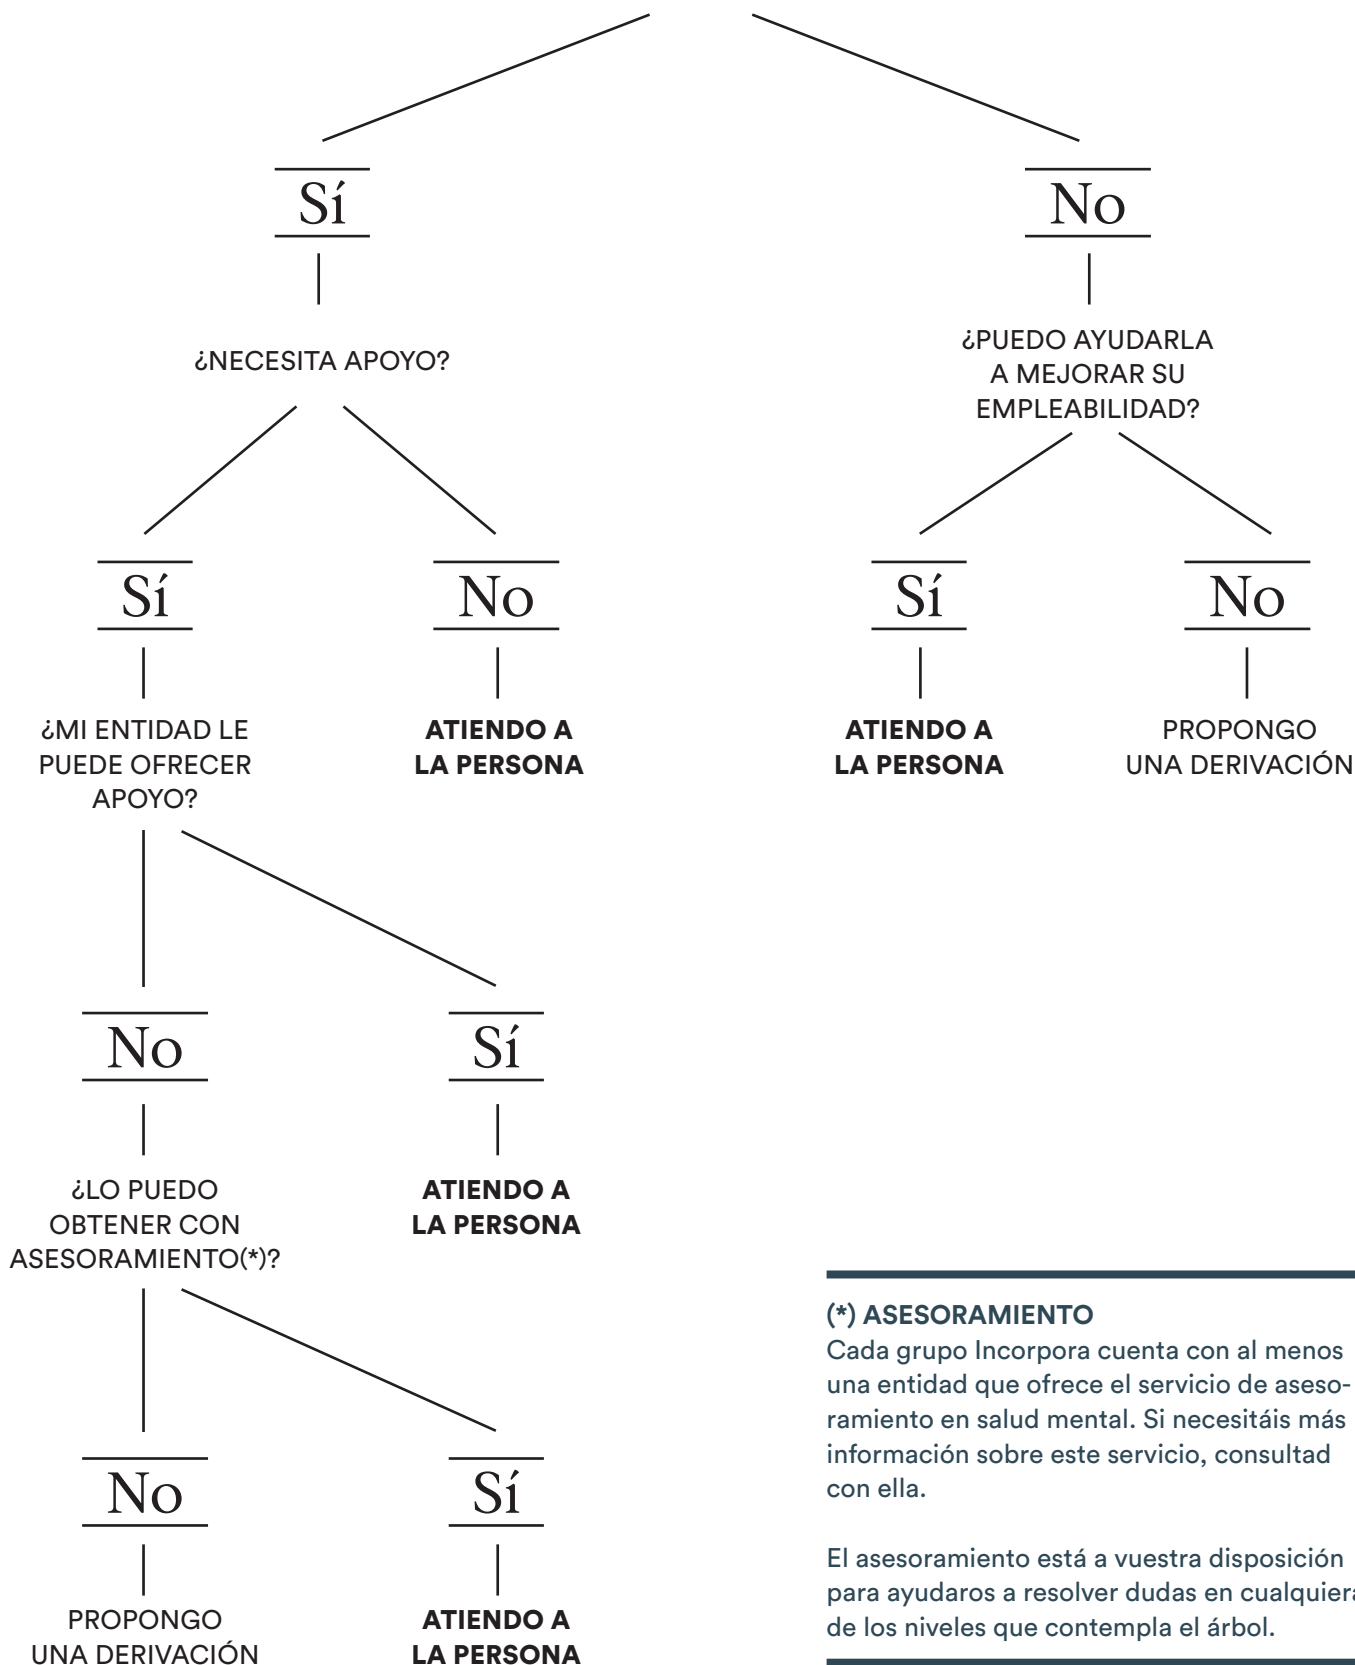 Sí
No
¿NECESITA APOYO?
¿PUEDO AYUDARLA
A MEJORAR SU
EMPLEABILIDAD?
Sí
No
Sí
No
¿MI ENTIDAD LE
PUEDE OFRECER
APOYO?
ATIENDO A
LA PERSONA
ATIENDO A
LA PERSONA
PROPONGO
UNA DERIVACIÓN
No
Sí
¿LO PUEDO
OBTENER CON
ASESORAMIENTO(*)?
ATIENDO A
LA PERSONA
No
Sí
PROPONGO
UNA DERIVACIÓN
ATIENDO A
LA PERSONA
(*) ASESORAMIENTO
Cada grupo Incorpora cuenta con al menos
una entidad que ofrece el servicio de aseso-
ramiento en salud mental. Si necesitáis más
información sobre este servicio, consultad
con ella.
El asesoramiento está a vuestra disposición
para ayudaros a resolver dudas en cualquiera
de los niveles que contempla el árbol.